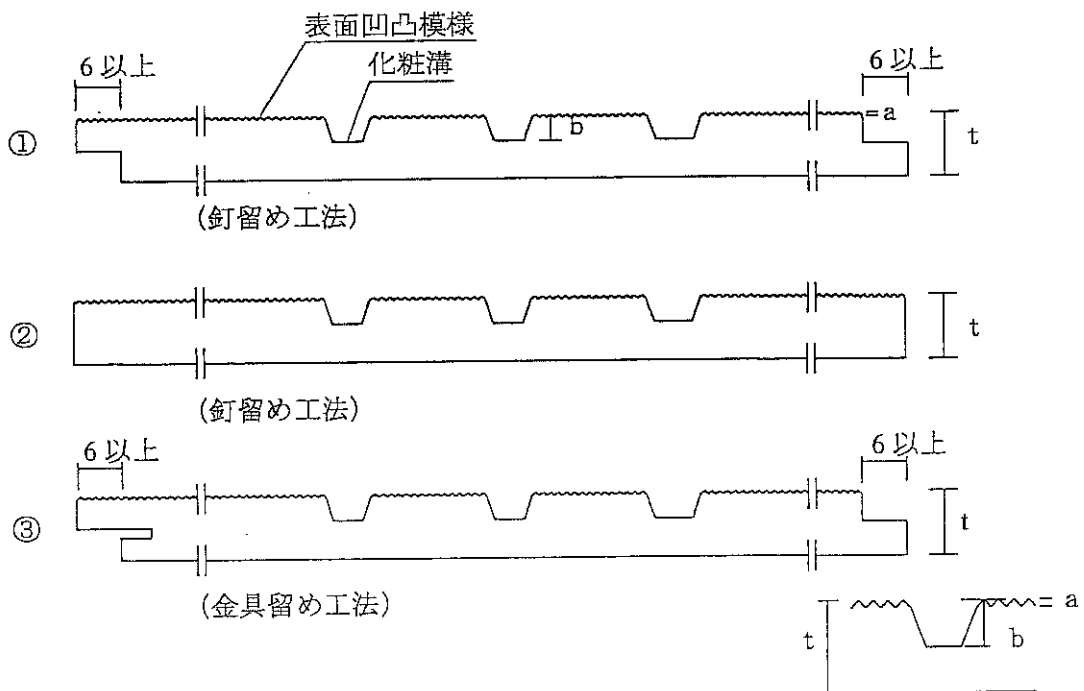 表面凹凸模様
6以上
化粧溝
6以上
① b =a t
(釘留め工法)
② t
(釘留め工法)
6以上
6以上
③ t
(金具留め工法)
= a
t b